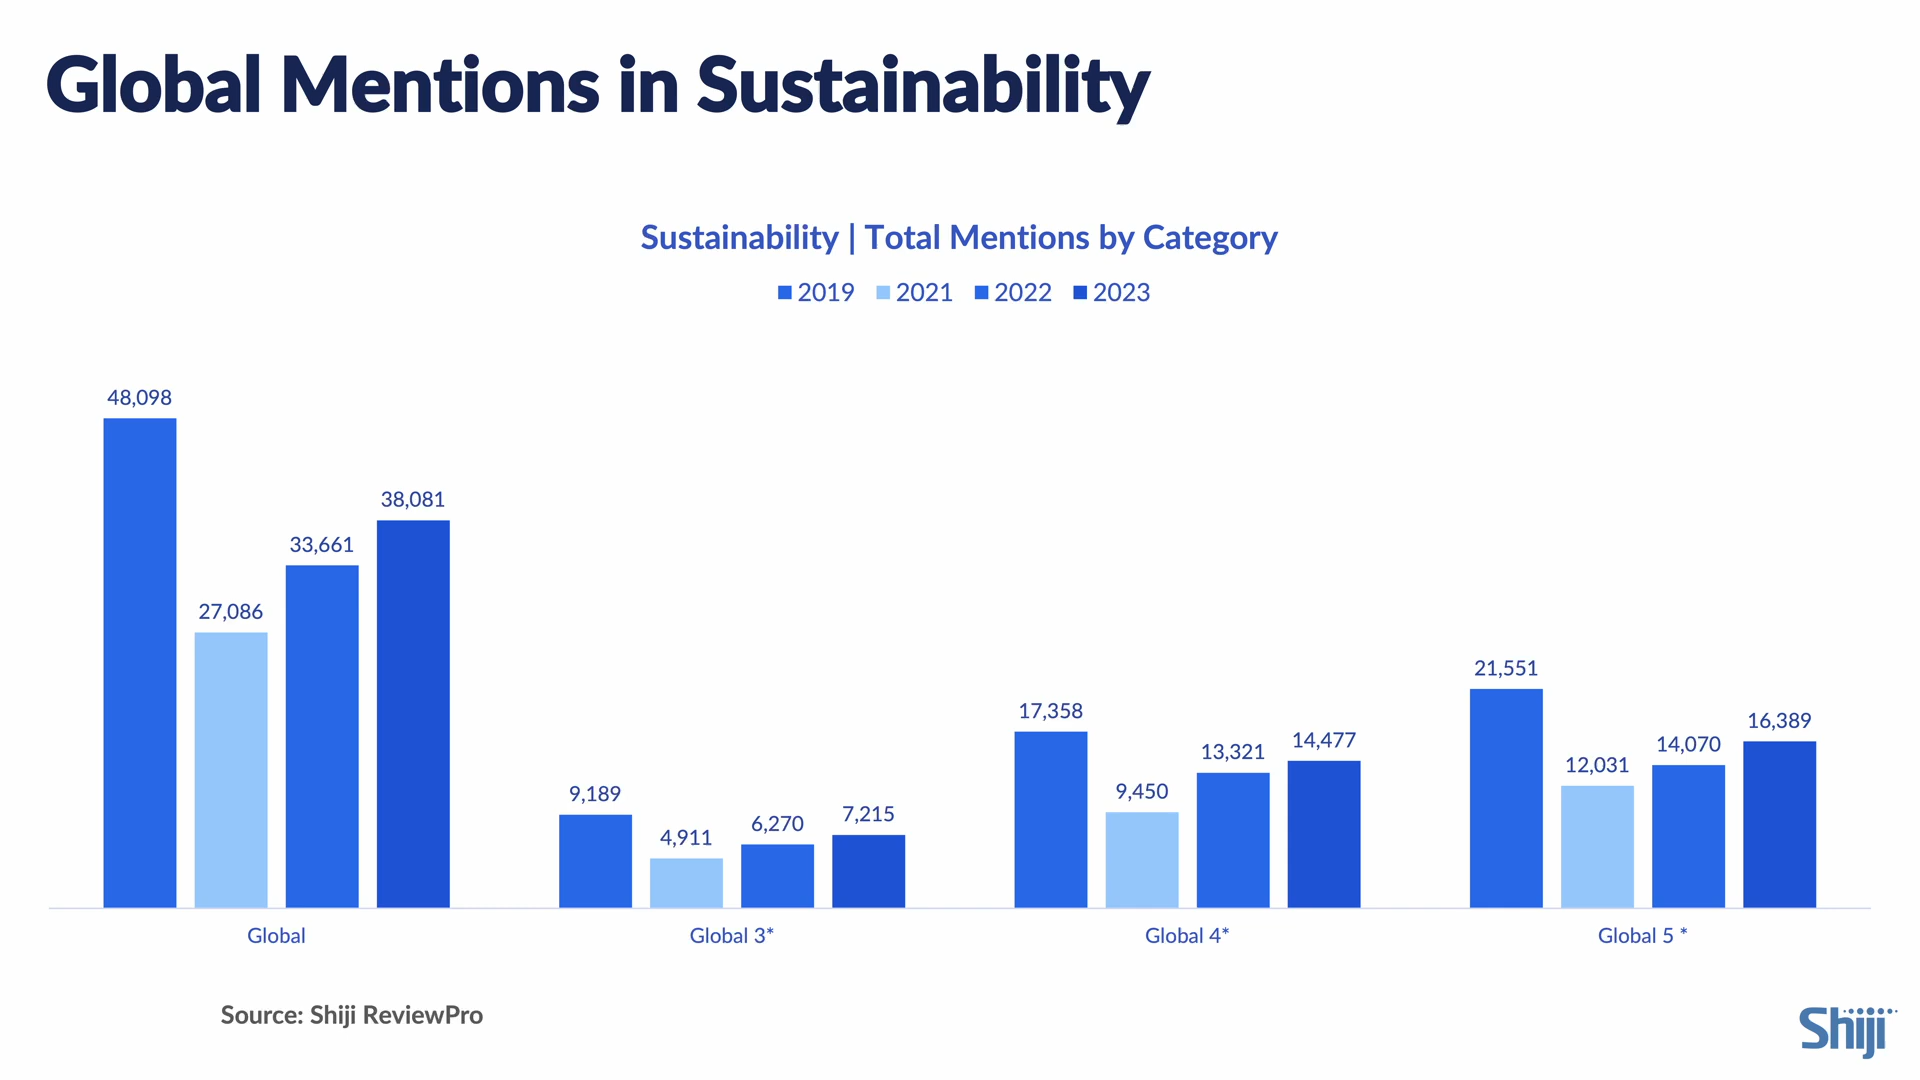 Global Mentions in Sustainability
Sustainability | Total Mentions by Category
2019 2021 2022 2023
48,098
27,086
33,661
38,081
9,189
4,911
6,270
7,215
17,358
9,450
13,321
14,477
21,551
12,031
14,070
16,389
Global
Global 3*
Global 4*
Global 5 *
Source: Shiji ReviewPro
Shiji